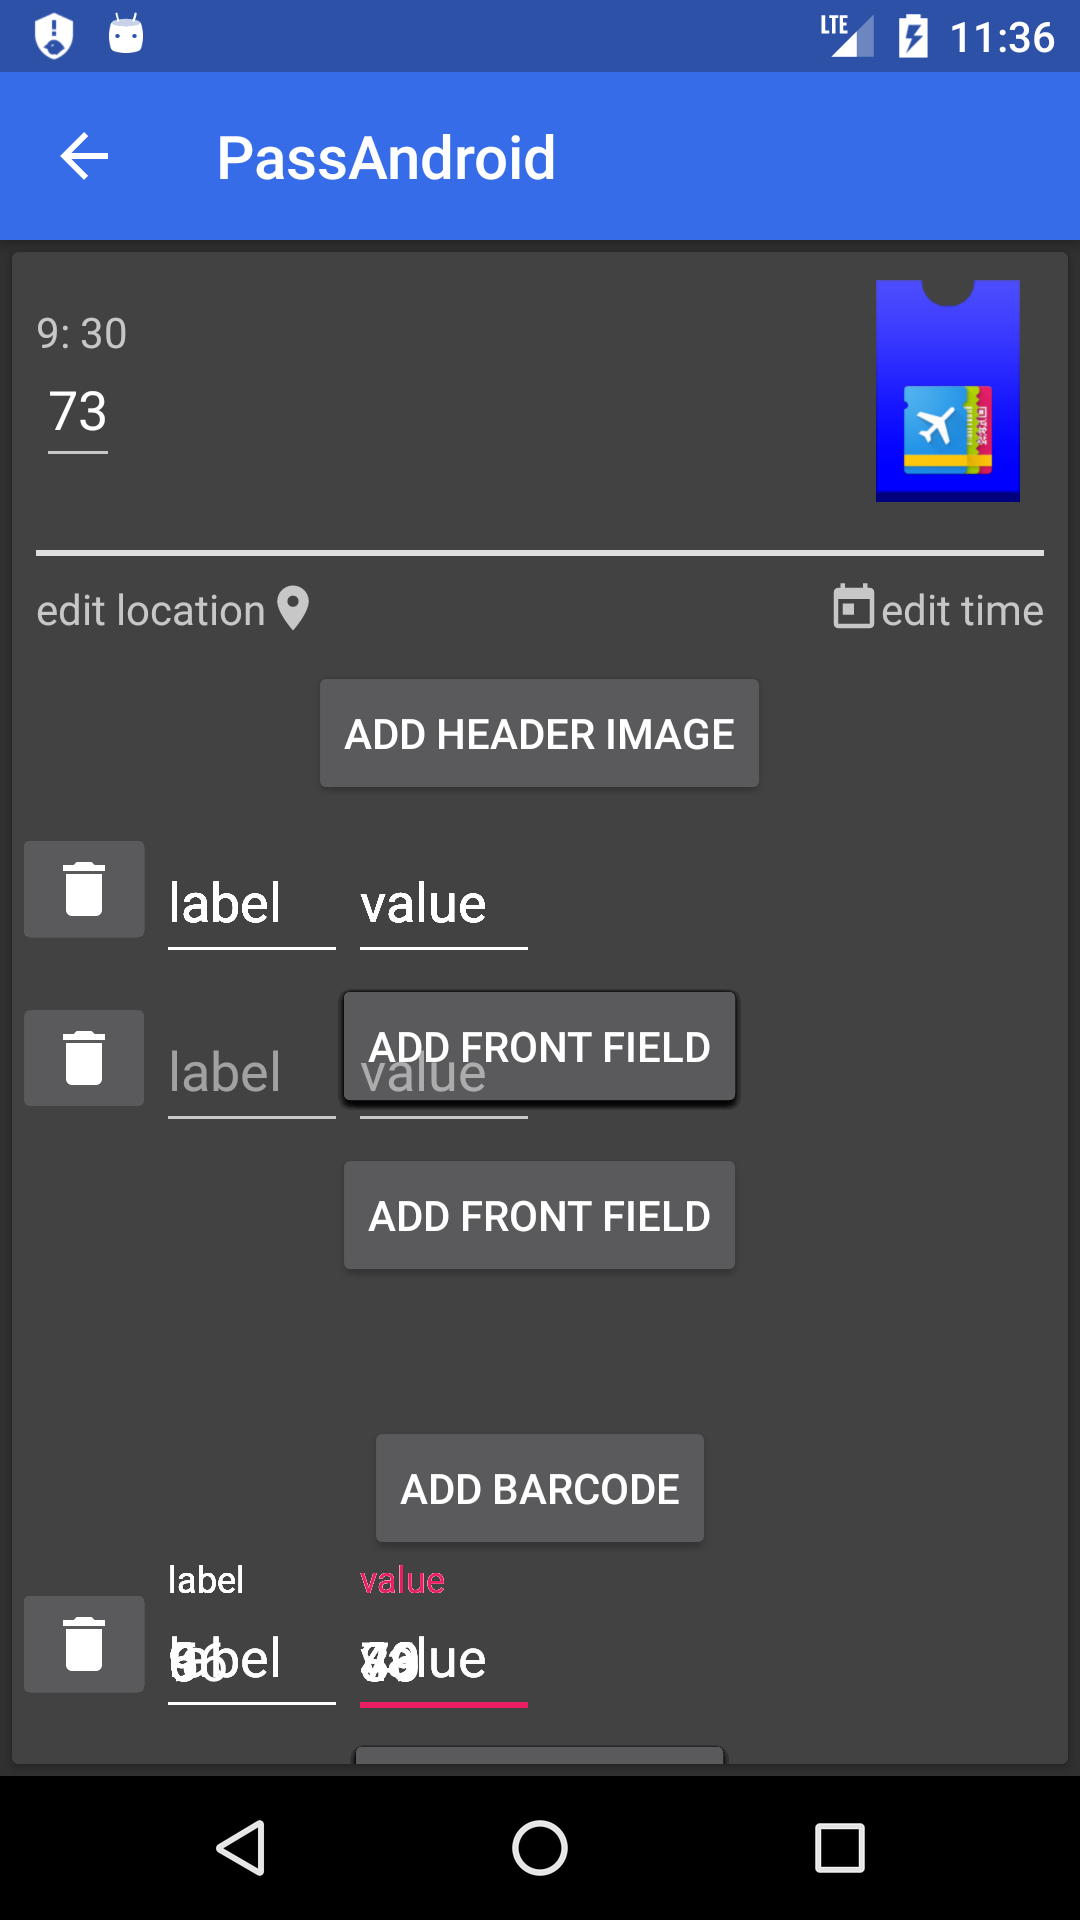 LTE 11:36
PassAndroid
9: 30
73
edit location edit time
ADD HEADER IMAGE
label value
ADD FRONT FIELD
label value
ADD FRONT FIELD
ADD BARCODE
label value
label value